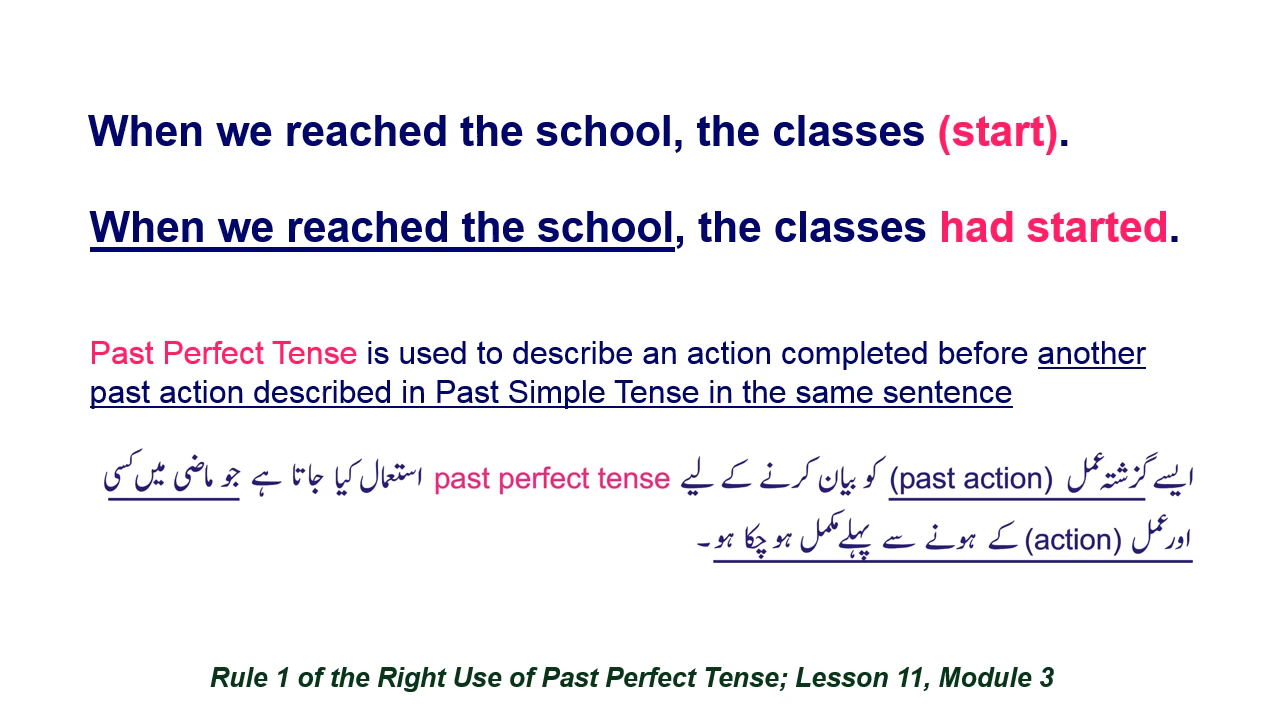 When we reached the school, the classes (start).
When we reached the school, the classes had started.
Past Perfect Tense is used to describe an action completed before another
past action described in Past Simple Tense in the same sentence
ایسے گزشتہ عمل (past action) کو بیان کرنے کے لیے past perfect tense استعمال کیا جاتا ہے جو ماضی میں کسی
اور عمل (action) کے ہونے سے پہلے مکمل ہو چکا ہو۔
Rule 1 of the Right Use of Past Perfect Tense; Lesson 11, Module 3